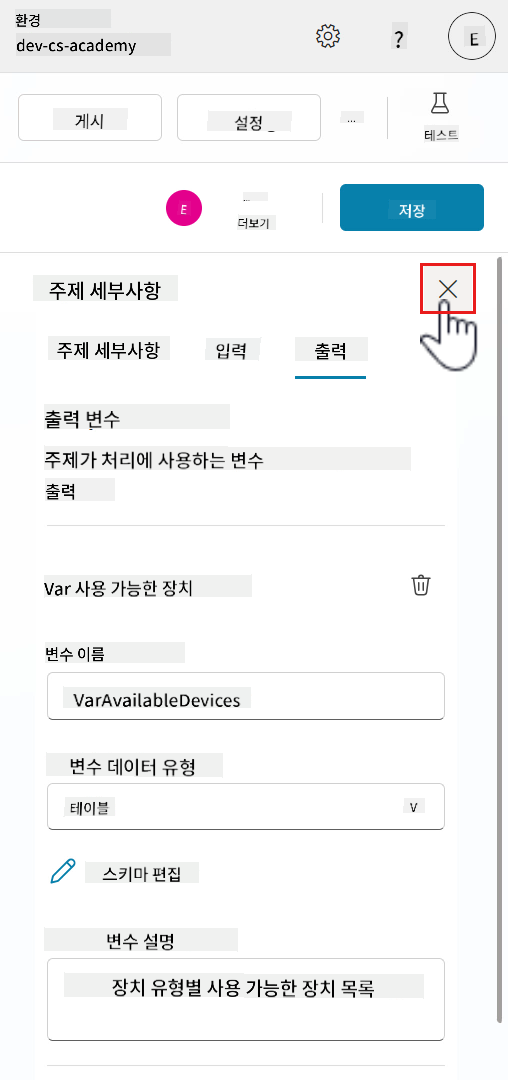 환경
dev-cs-academy
?
E
게시
설정
...
테스트
E
...
더보기
저장
주제 세부사항
주제 세부사항
입력
출력
출력 변수
주제가 처리에 사용하는 변수
출력
Var 사용 가능한 장치
변수 이름
VarAvailableDevices
변수 데이터 유형
테이블
V
스키마 편집
변수 설명
장치 유형별 사용 가능한 장치 목록